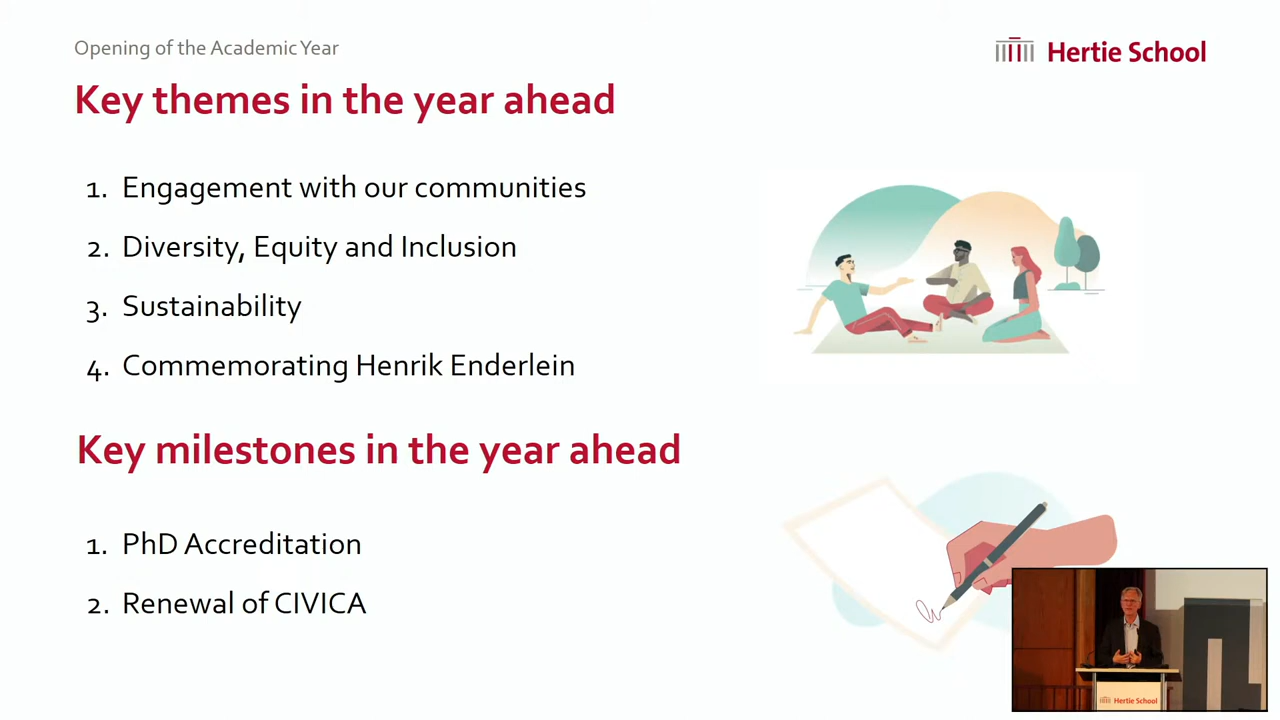 Opening of the Academic Year
Hertie School
Key themes in the year ahead
1. Engagement with our communities
2. Diversity, Equity and Inclusion
3. Sustainability
4. Commemorating Henrik Enderlein
Key milestones in the year ahead
1. PhD Accreditation
2. Renewal of CIVICA
Hertie School